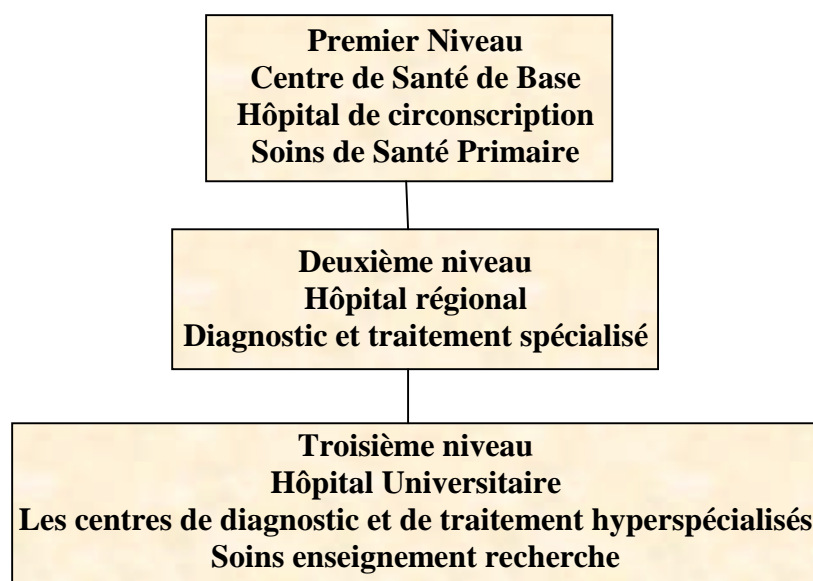 Premier Niveau
Centre de Santé de Base
Hôpital de circonscription
Soins de Santé Primaire
Deuxième niveau
Hôpital régional
Diagnostic et traitement spécialisé
Troisième niveau
Hôpital Universitaire
Les centres de diagnostic et de traitement hyperspécialisés
Soins enseignement recherche